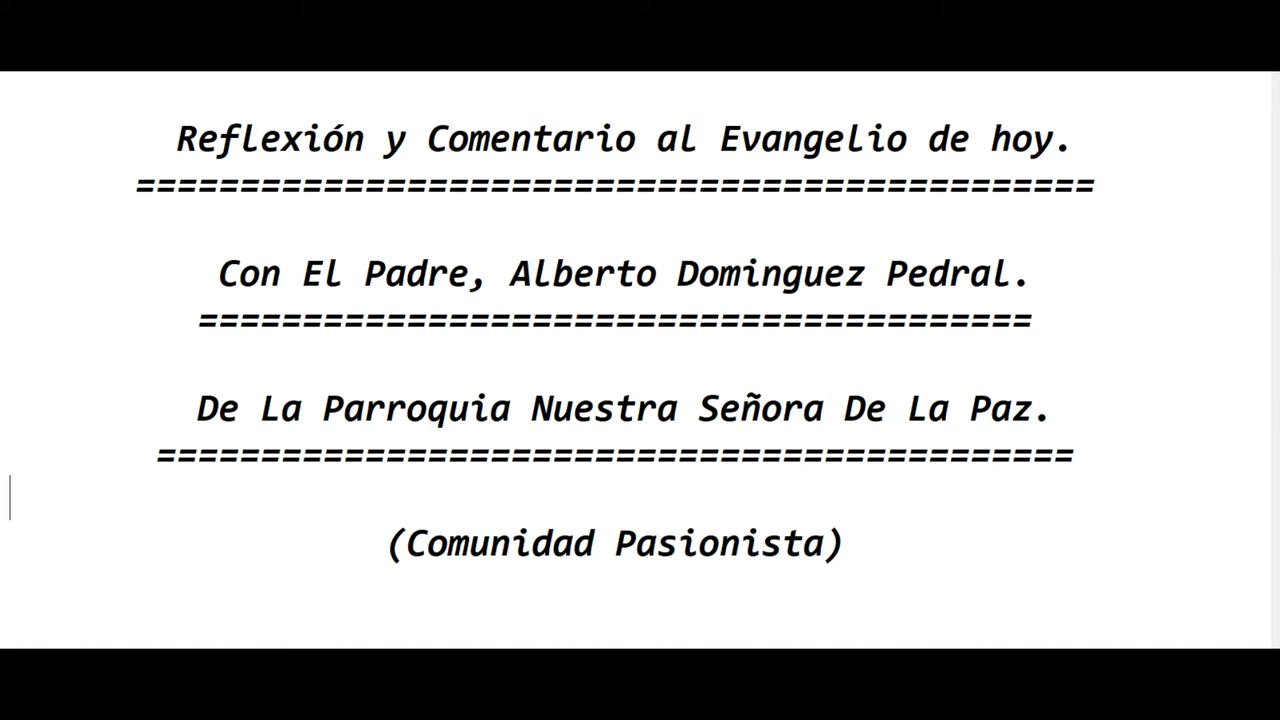 Reflexión y Comentario al Evangelio de hoy.
==============================================
Con El Padre, Alberto Dominguez Pedral.
========================================
De La Parroquia Nuestra Señora De La Paz.
============================================
(Comunidad Pasionista)